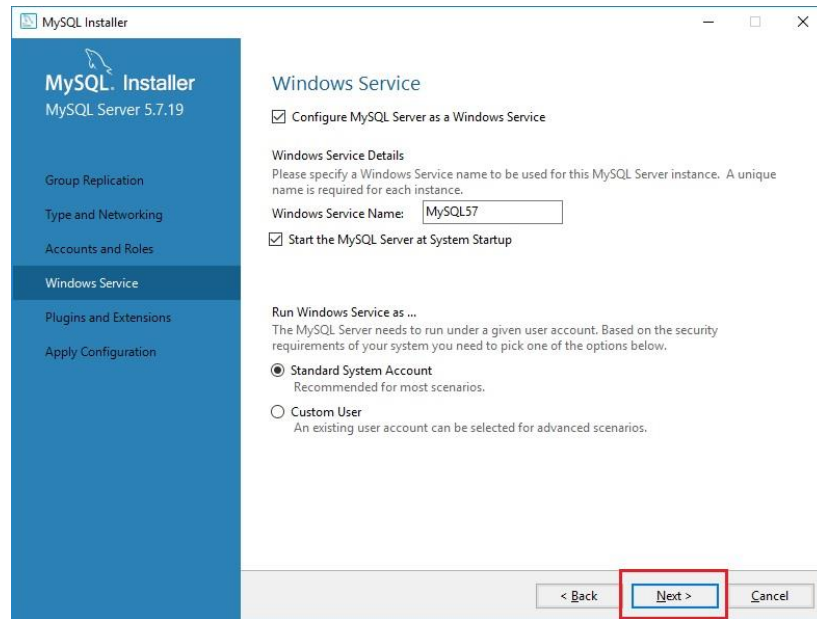 MySQL Installer
MySQL. Installer
MySQL Server 5.7.19
Group Replication
Type and Networking
Accounts and Roles
Windows Service
Plugins and Extensions
Apply Configuration
Windows Service
Configure MySQL Server as a Windows Service
Windows Service Details
Please specify a Windows Service name to be used for this MySQL Server instance. A unique
name is required for each instance.
Windows Service Name: MySQL57
Start the MySQL Server at System Startup
Run Windows Service as ...
The MySQL Server needs to run under a given user account. Based on the security
requirements of your system you need to pick one of the options below.
Standard System Account
Recommended for most scenarios.
Custom User
An existing user account can be selected for advanced scenarios.
< Back Next > Cancel